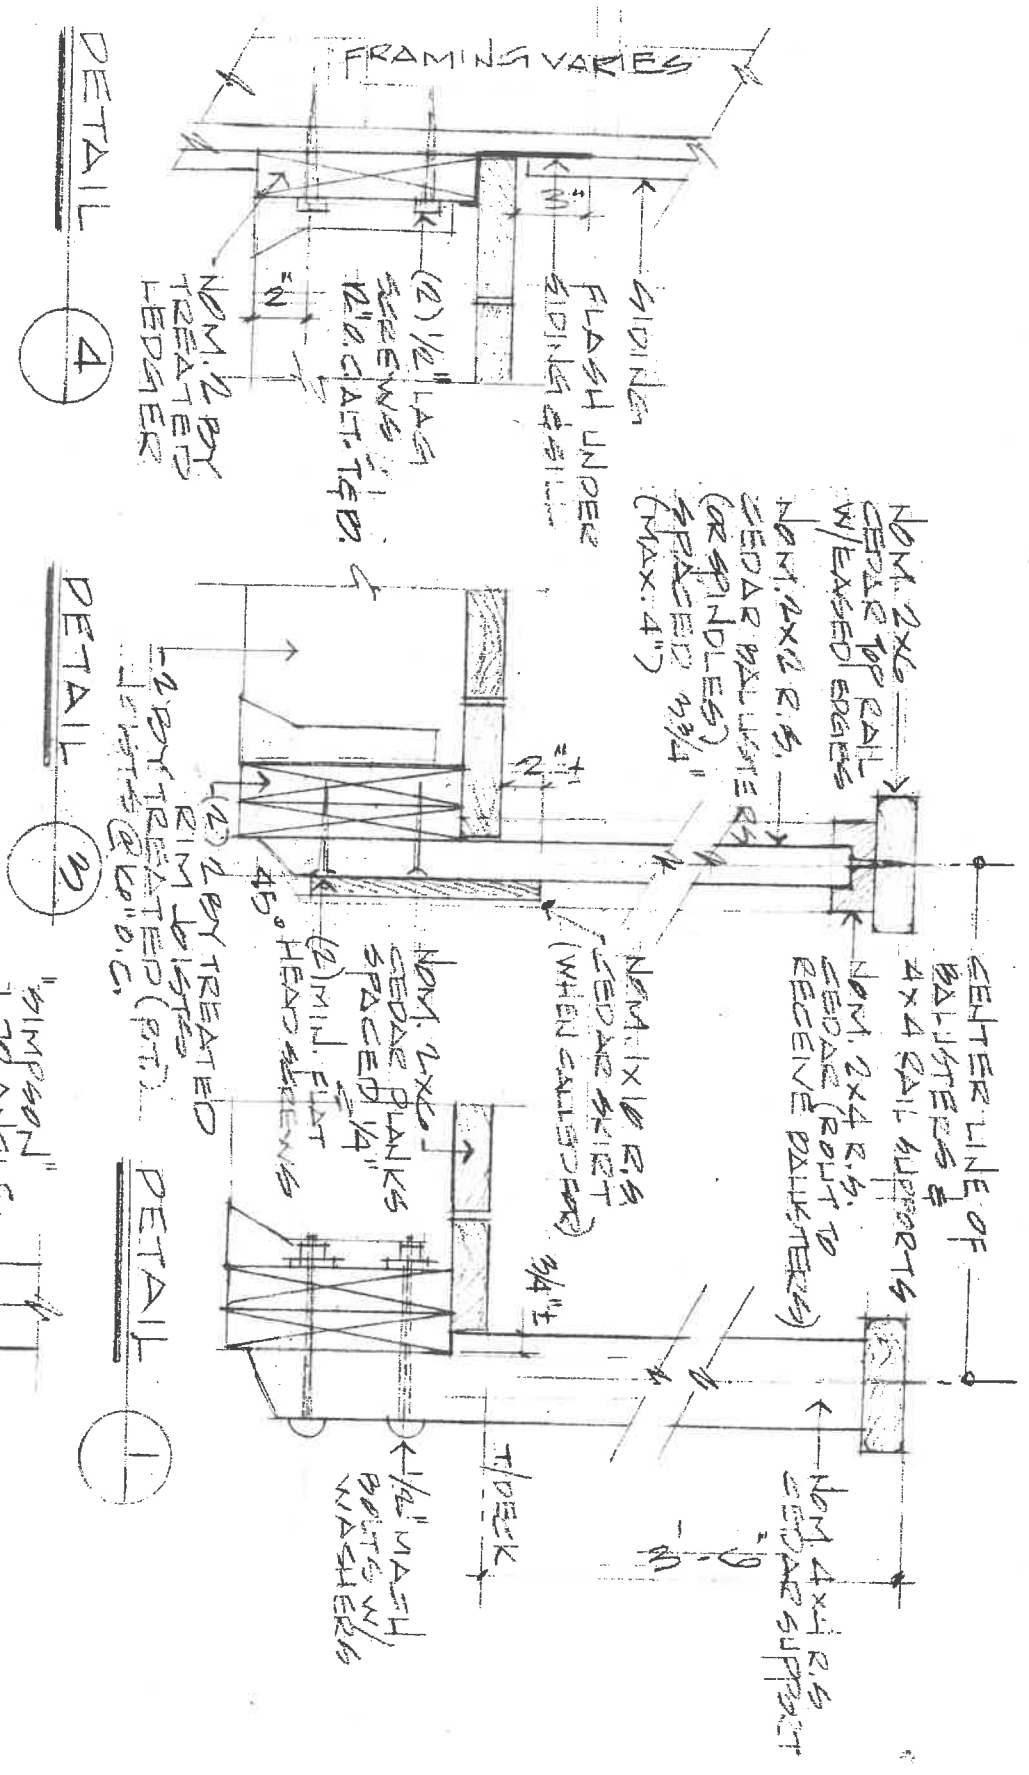 FRAMING VARIES
SIDING
FLASH UNDER
SIDING & SILL
3"
(2) 1/2" LAG
SCREWS
12" O.C. ALT. T&B.
2"
NOM. 2 BY
TREATED
LEDGER
DETAIL
4
NOM. 2X6
CEDAR TOP RAIL
W/EASED EDGES
NOM. 2X2 R.S.
CEDAR BALUSTERS
(OR SPINDLES)
SPACED 3 3/4"
(MAX. 4")
2"±
CENTER LINE OF
BALUSTERS &
4X4 RAIL SUPPORTS
NOM. 2X4 R.S.
CEDAR (ROUT TO
RECEIVE BALUSTERS)
NOM. 1X R.S.
CEDAR SKIRT
(WHEN CALLED FOR)
NOM. 2X6
CEDAR PLANKS
SPACED 1/4"
(2) MIN. FLAT
HEAD SCREWS
45°
(2) 2 BY TREATED
RIM JOISTS
2 BY TREATED (P.T.)
JOISTS @ 16" O.C.
DETAIL
3
3/4"±
NOM. 4X4 R.S
CEDAR SUPPORT
3'-6"
T/DECK
1/2" MASH
BOLTS W/
WASHERS
DETAIL
1
"SIMPSON"